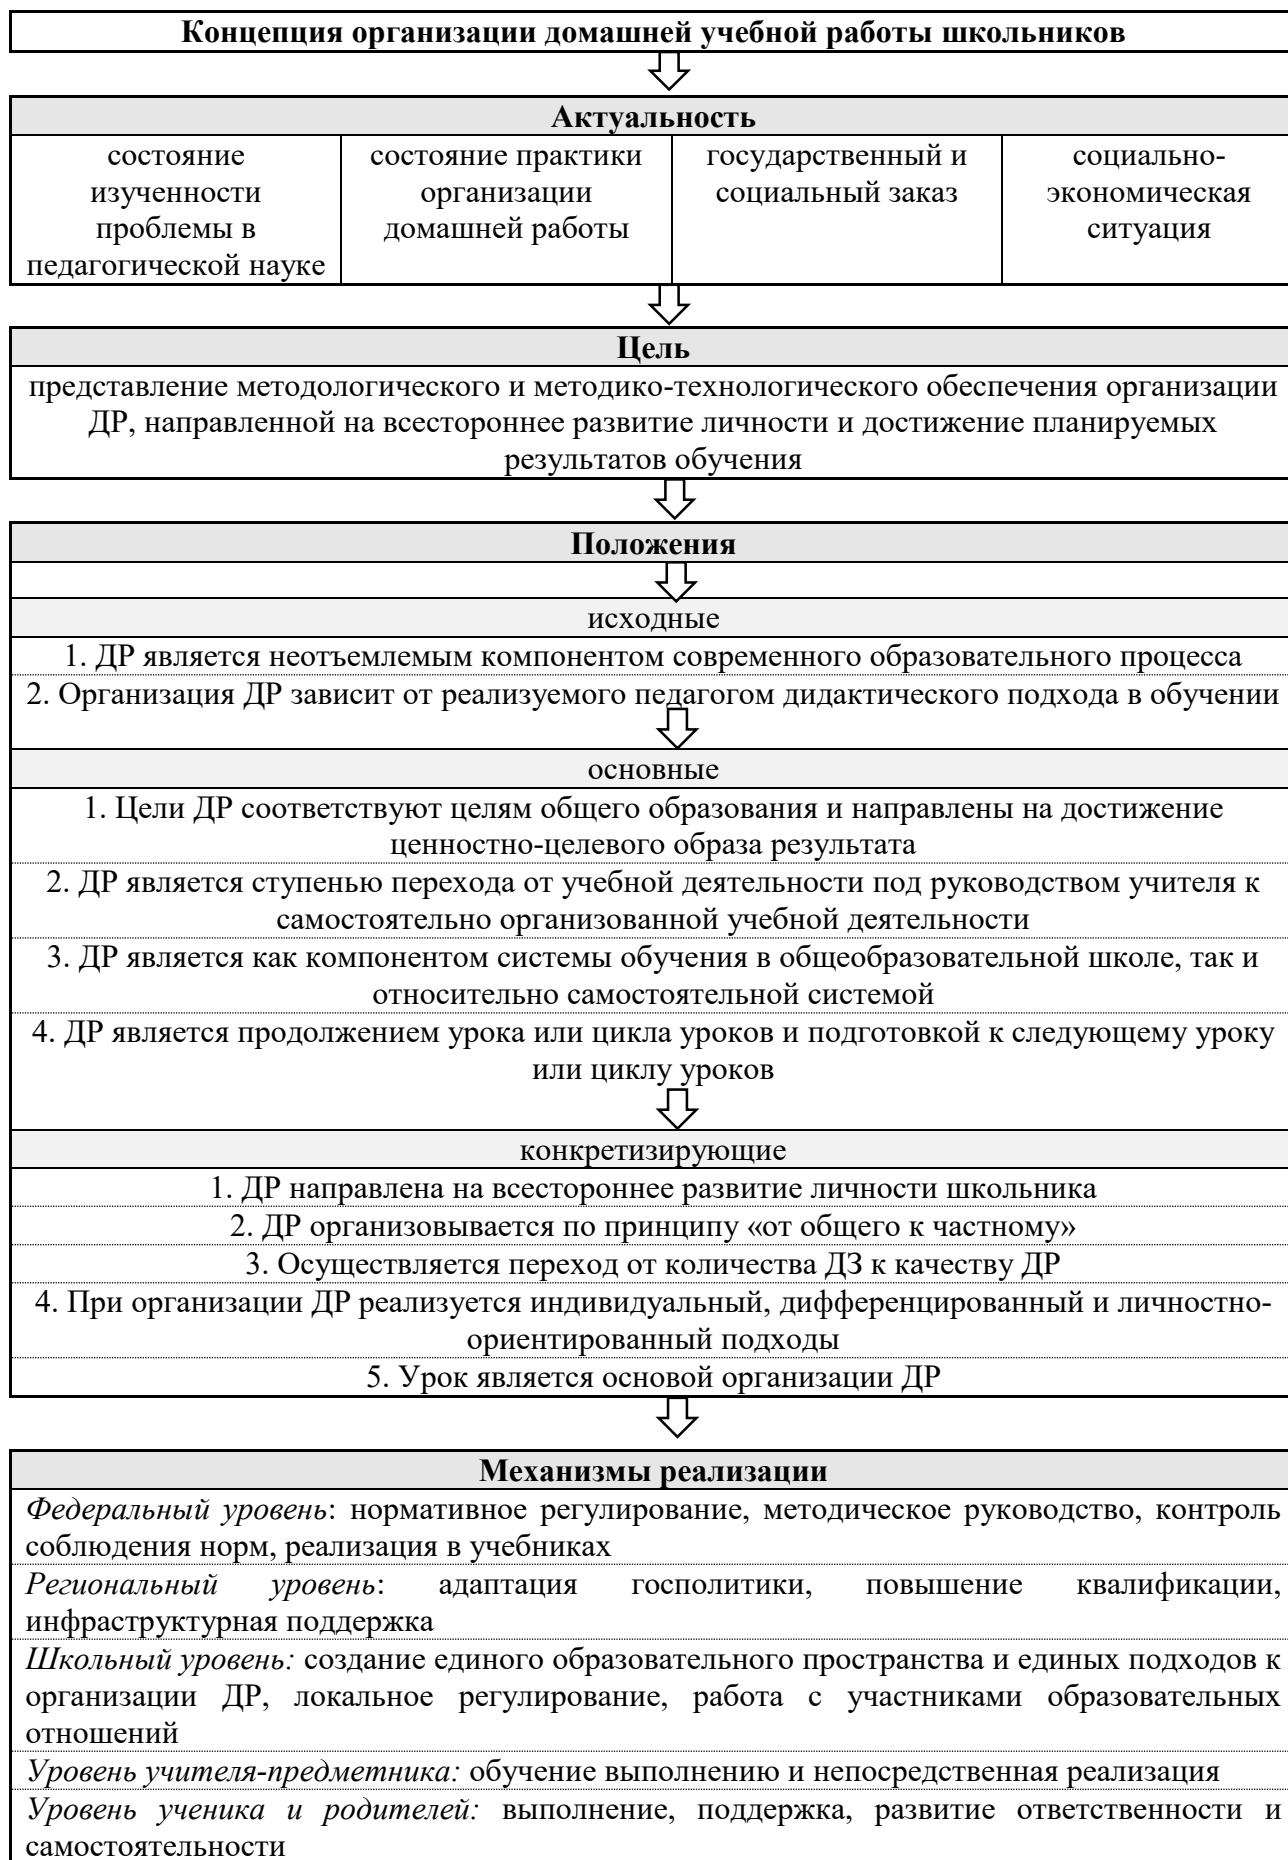 Концепция организации домашней учебной работы школьников
Актуальность
состояние
изученности
проблемы в
педагогической науке
состояние практики
организации
домашней работы
государственный и
социальный заказ
социально-
экономическая
ситуация
Цель
представление методологического и методико-технологического обеспечения организации
ДР, направленной на всестороннее развитие личности и достижение планируемых
результатов обучения
Положения
исходные
1. ДР является неотъемлемым компонентом современного образовательного процесса
2. Организация ДР зависит от реализуемого педагогом дидактического подхода в обучении
основные
1. Цели ДР соответствуют целям общего образования и направлены на достижение
ценностно-целевого образа результата
2. ДР является ступенью перехода от учебной деятельности под руководством учителя к
самостоятельно организованной учебной деятельности
3. ДР является как компонентом системы обучения в общеобразовательной школе, так и
относительно самостоятельной системой
4. ДР является продолжением урока или цикла уроков и подготовкой к следующему уроку
или циклу уроков
конкретизирующие
1. ДР направлена на всестороннее развитие личности школьника
2. ДР организовывается по принципу «от общего к частному»
3. Осуществляется переход от количества ДЗ к качеству ДР
4. При организации ДР реализуется индивидуальный, дифференцированный и личностно-
ориентированный подходы
5. Урок является основой организации ДР
Механизмы реализации
Федеральный уровень: нормативное регулирование, методическое руководство, контроль
соблюдения норм, реализация в учебниках
Региональный уровень: адаптация госполитики, повышение квалификации,
инфраструктурная поддержка
Школьный уровень: создание единого образовательного пространства и единых подходов к
организации ДР, локальное регулирование, работа с участниками образовательных
отношений
Уровень учителя-предметника: обучение выполнению и непосредственная реализация
Уровень ученика и родителей: выполнение, поддержка, развитие ответственности и
самостоятельности